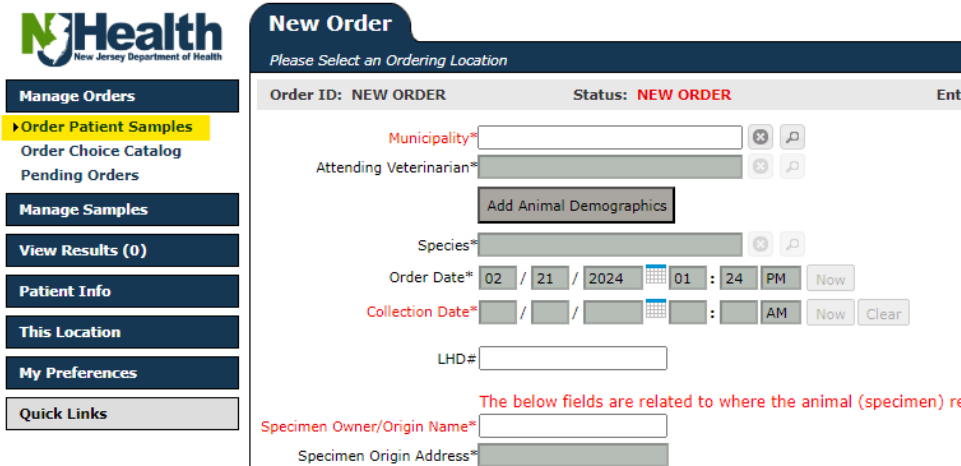 NJHealth
New Jersey Department of Health
Manage Orders
Order Patient Samples
Order Choice Catalog
Pending Orders
Manage Samples
View Results (0)
Patient Info
This Location
My Preferences
Quick Links
New Order
Please Select an Ordering Location
Order ID: NEW ORDER Status: NEW ORDER Ent
Municipality*
Attending Veterinarian*
Add Animal Demographics
Species*
Order Date* 02 / 21 / 2024 01 : 24 PM Now
Collection Date* / / : AM Now Clear
LHD#
The below fields are related to where the animal (specimen) re
Specimen Owner/Origin Name*
Specimen Origin Address*